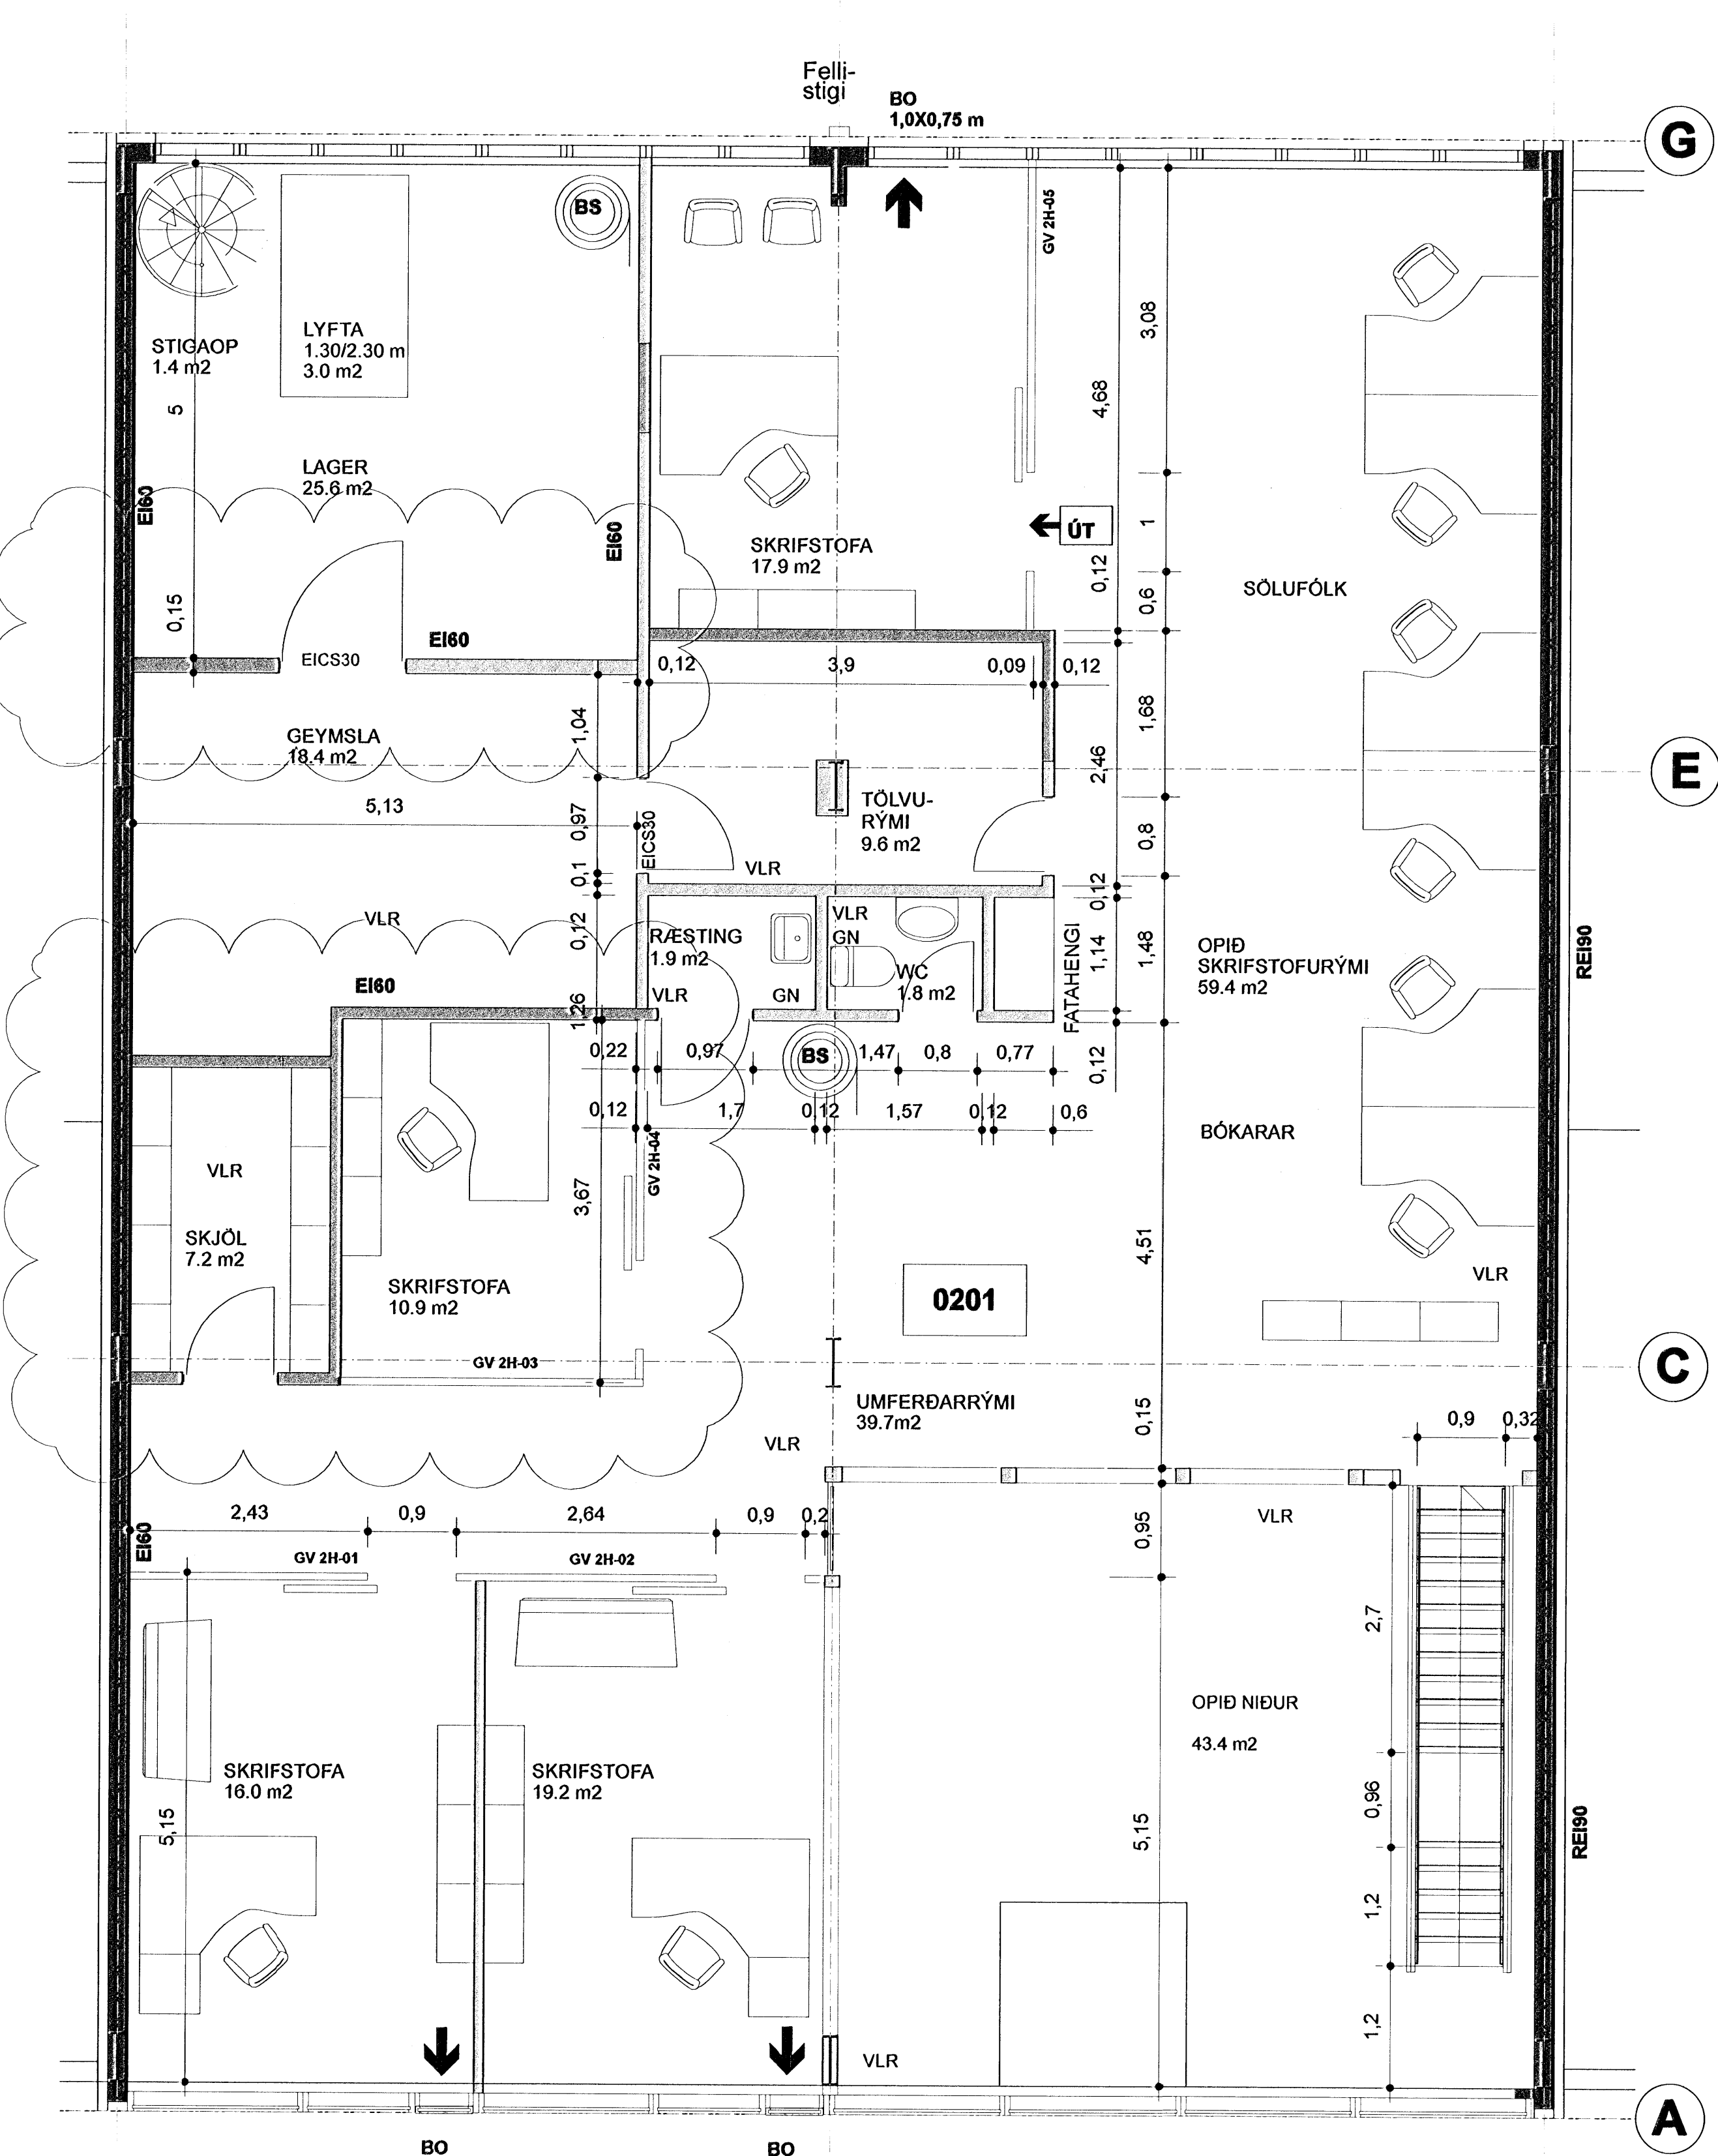 Felli-
stigi
BO
1,0X0,75 m
G
BS
GV 2H-05
STIGAOP
1.4 m2
LYFTA
1.30/2.30 m
3.0 m2
5
3,08
4,68
LAGER
25.6 m2
EI60
EI60
SKRIFSTOFA
17.9 m2
ÚT
1
0,12
0,6
SÖLUFÓLK
0,15
EICS30
EI60
0,12
3,9
0,09
0,12
GEYMSLA
18.4 m2
1,04
1,68
2,46
E
5,13
0,97
EICS30
TÖLVU-
RÝMI
9.6 m2
0,8
VLR
0,1
0,12
VLR
0,12
RÆSTING
1.9 m2
VLR
GN
VLR
GN
WC
1.8 m2
FATAHENGI
1,14
1,48
OPIÐ
SKRIFSTOFURÝMI
59.4 m2
REI90
EI60
1,26
0,22
0,97
BS
1,47
0,8
0,77
0,12
0,12
1,7
0,12
1,57
0,12
0,6
BÓKARAR
GV 2H-04
VLR
3,67
SKJÖL
7.2 m2
SKRIFSTOFA
10.9 m2
4,51
0201
VLR
GV 2H-03
C
UMFERÐARRÝMI
39.7m2
0,15
0,9
0,32
VLR
2,43
0,9
2,64
0,9
0,2
0,95
VLR
EI60
GV 2H-01
GV 2H-02
2,7
OPIÐ NIÐUR
43.4 m2
SKRIFSTOFA
16.0 m2
SKRIFSTOFA
19.2 m2
5,15
5,15
0,96
REI90
1,2
1,2
VLR
A
BO
BO